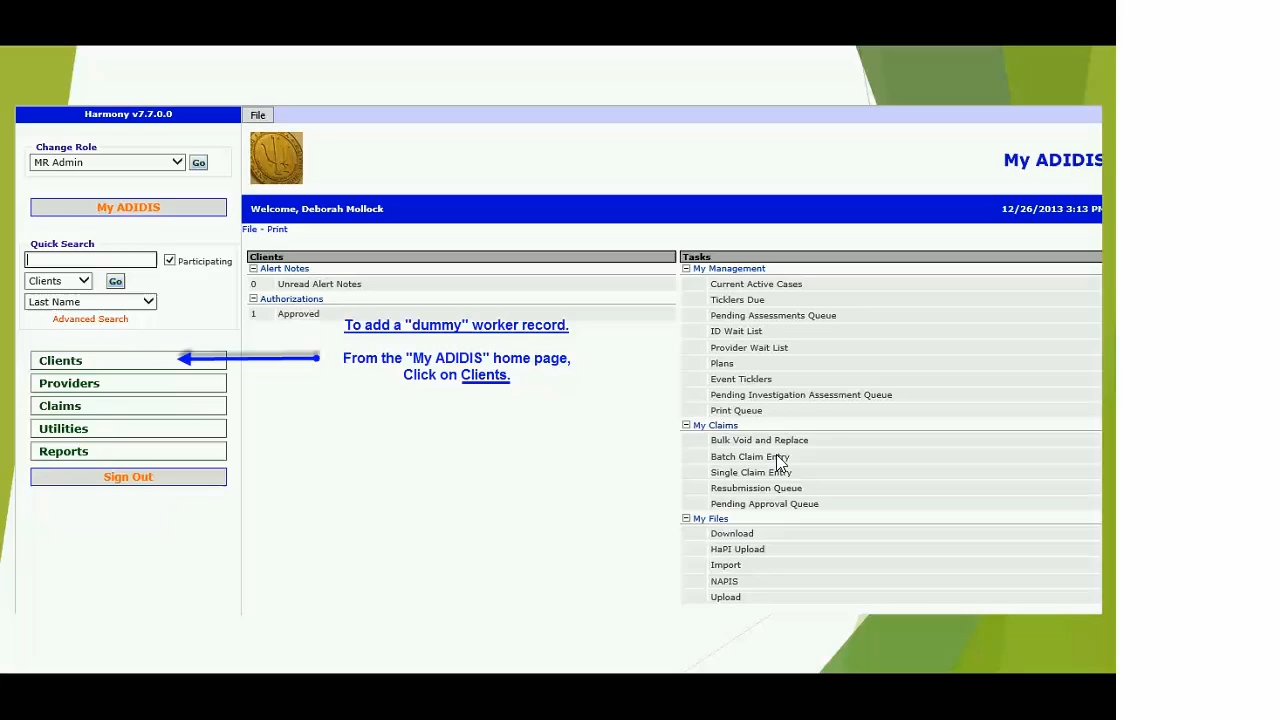 Harmony v7.7.0.0
File
Change Role
MR Admin
Go
My ADIDIS
My ADIDIS
Welcome, Deborah Mollock
12/26/2013 3:13 PM
File - Print
Quick Search
Participating
Clients
Go
Last Name
Advanced Search
Clients
Providers
Claims
Utilities
Reports
Sign Out
Clients
Alert Notes
0 Unread Alert Notes
Authorizations
1 Approved
To add a "dummy" worker record.
From the "My ADIDIS" home page,
Click on Clients.
Tasks
My Management
Current Active Cases
Ticklers Due
Pending Assessments Queue
ID Wait List
Provider Wait List
Plans
Event Ticklers
Pending Investigation Assessment Queue
Print Queue
My Claims
Bulk Void and Replace
Batch Claim Entry
Single Claim Entry
Resubmission Queue
Pending Approval Queue
My Files
Download
HaPI Upload
Import
NAPIS
Upload